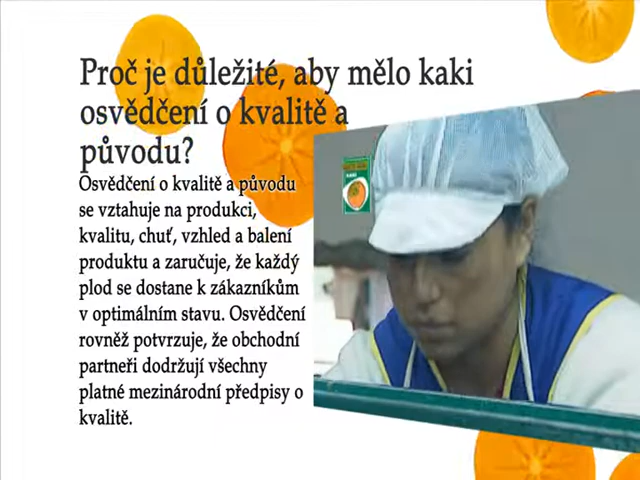 Proč je důležité, aby mělo kaki
osvědčení o kvalitě a
původu?
Osvědčení o kvalitě a původu
se vztahuje na produkci,
kvalitu, chuť, vzhled a balení
produktu a zaručuje, že každý
plod se dostane k zákazníkům
v optimálním stavu. Osvědčení
rovněž potvrzuje, že obchodní
partneři dodržují všechny
platné mezinárodní předpisy o
kvalitě.